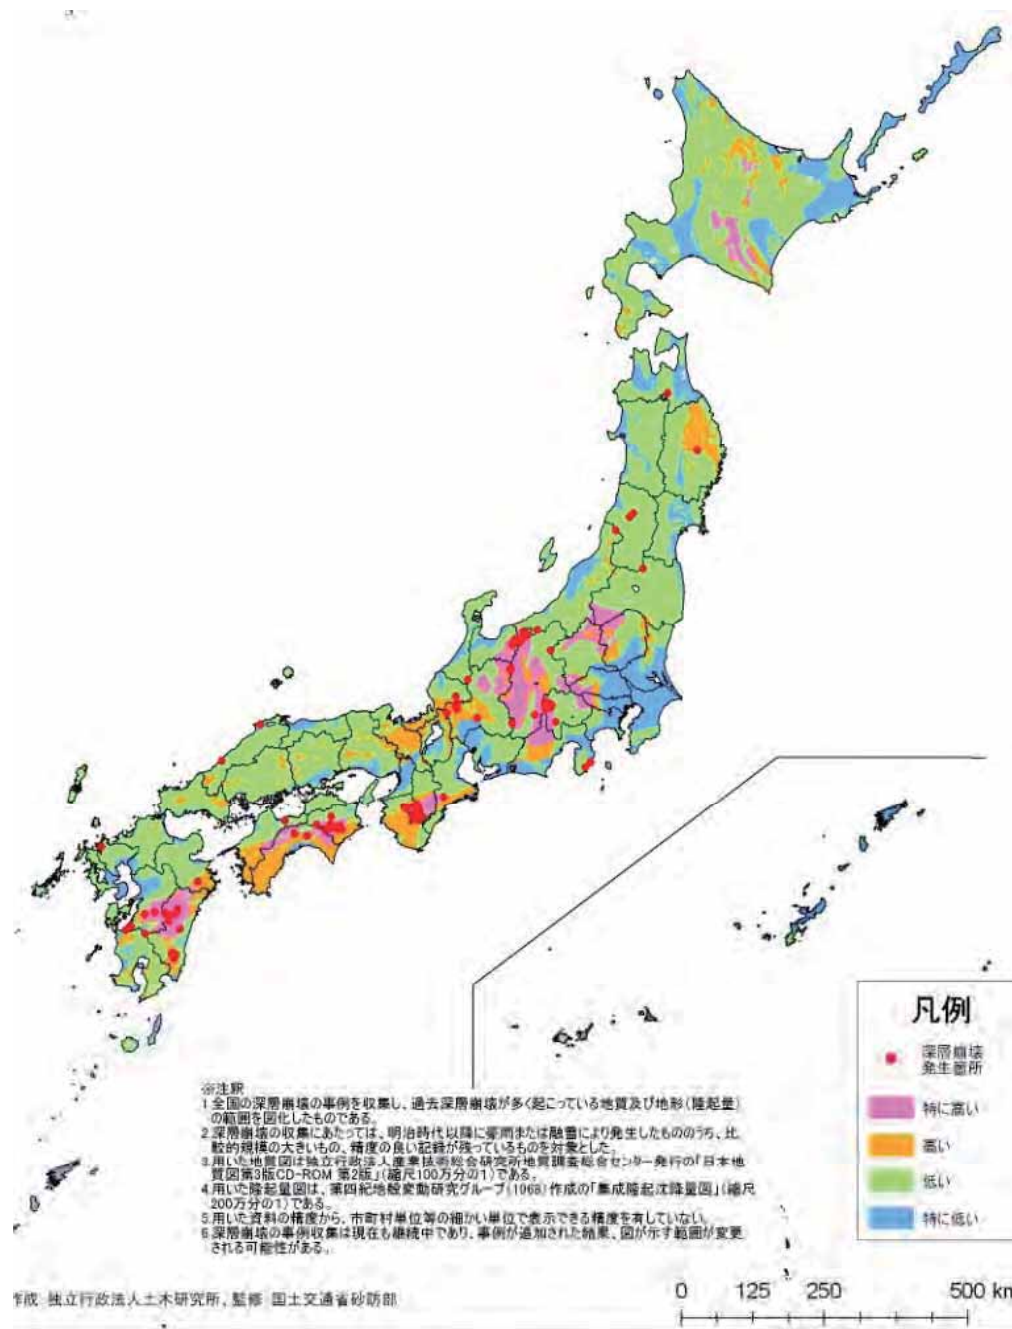 ※注釈
1.全国の深層崩壊の事例を収集し、過去深層崩壊が多く起こっている地質及び地形(隆起量)
の範囲を図化したものである。
2.深層崩壊の収集にあたっては、明治時代以降に豪雨または融雪により発生したもののうち、比
較的規模の大きいもの、精度の良い記録が残っているものを対象とした。
3.用いた地質図は独立行政法人産業技術総合研究所地質調査総合センター発行の「日本地
質図第3版CD-ROM 第2版」(縮尺100万分の1)である。
4.用いた隆起量図は、第四紀地殻変動研究グループ(1968)作成の「集成隆起沈降量図」(縮尺
200万分の1)である。
5.用いた資料の精度から、市町村単位等の細かい単位で表示できる精度を有していない。
6.深層崩壊の事例収集は現在も継続中であり、事例が追加された結果、図が示す範囲が変更
される可能性がある。
作成 独立行政法人土木研究所、監修 国土交通省砂防部
凡例
深層崩壊
発生箇所
特に高い
高い
低い
特に低い
0 125 250 500 km